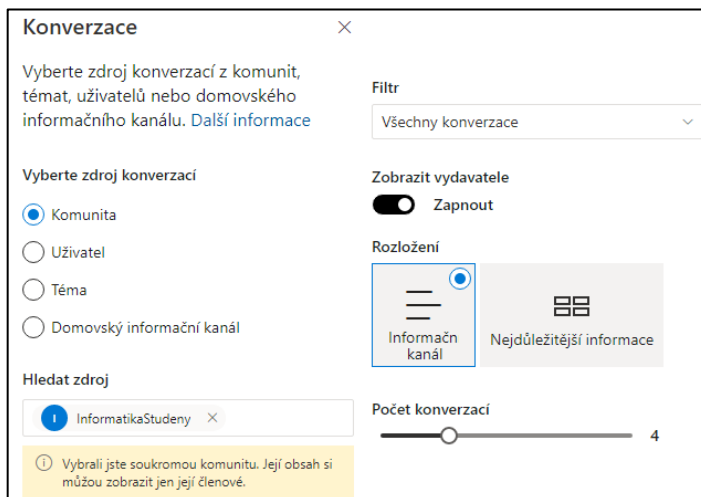 Konverzace
Vyberte zdroj konverzací z komunit,
témat, uživatelů nebo domovského
informačního kanálu. Další informace
Vyberte zdroj konverzací
Komunita
Uživatel
Téma
Domovský informační kanál
Hledat zdroj
I InformatikaStudeny
Vybrali jste soukromou komunitu. Její obsah si
můžou zobrazit jen její členové.
Filtr
Všechny konverzace
Zobrazit vydavatele
Zapnout
Rozložení
Informačn
kanál
Nejdůležitější informace
Počet konverzací
4